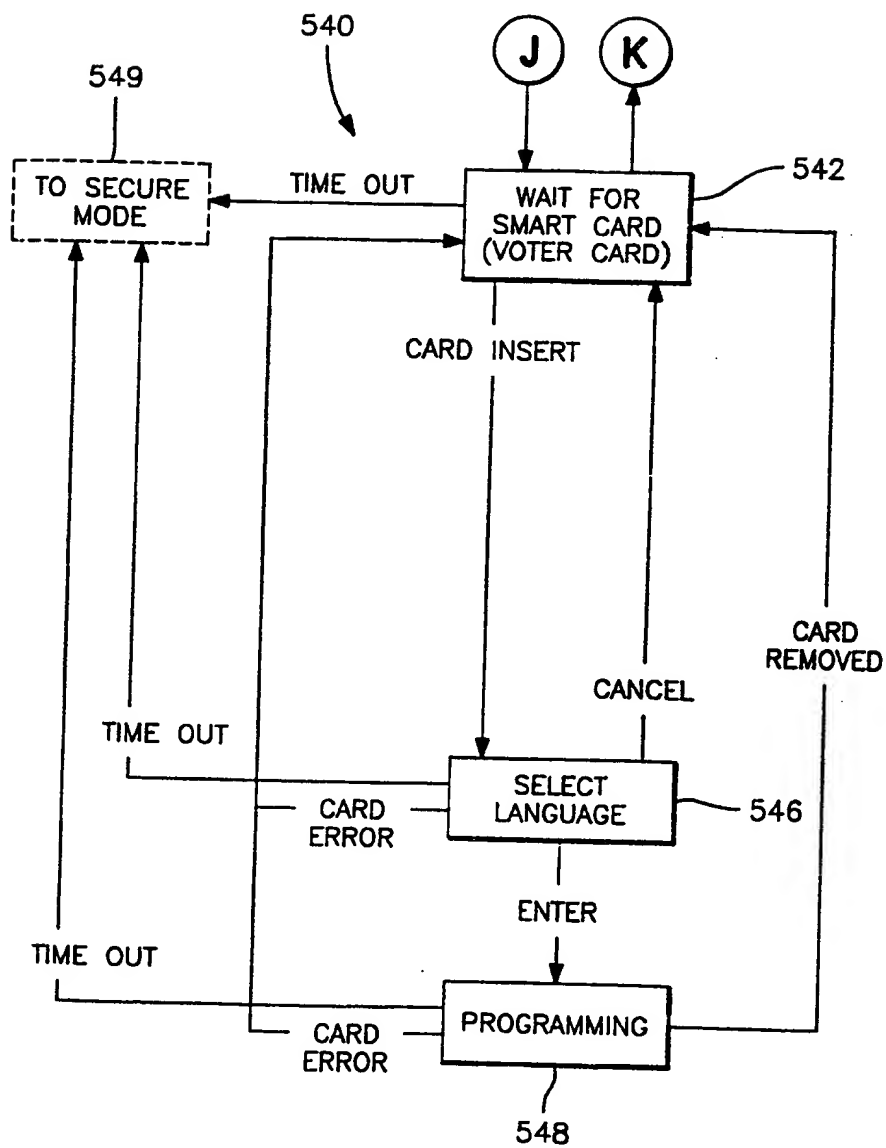 540
J
K
549
TO SECURE
MODE
TIME OUT
WAIT FOR
SMART CARD
(VOTER CARD)
542
CARD INSERT
CARD
REMOVED
CANCEL
TIME OUT
SELECT
LANGUAGE
546
CARD
ERROR
ENTER
TIME OUT
PROGRAMMING
CARD
ERROR
548